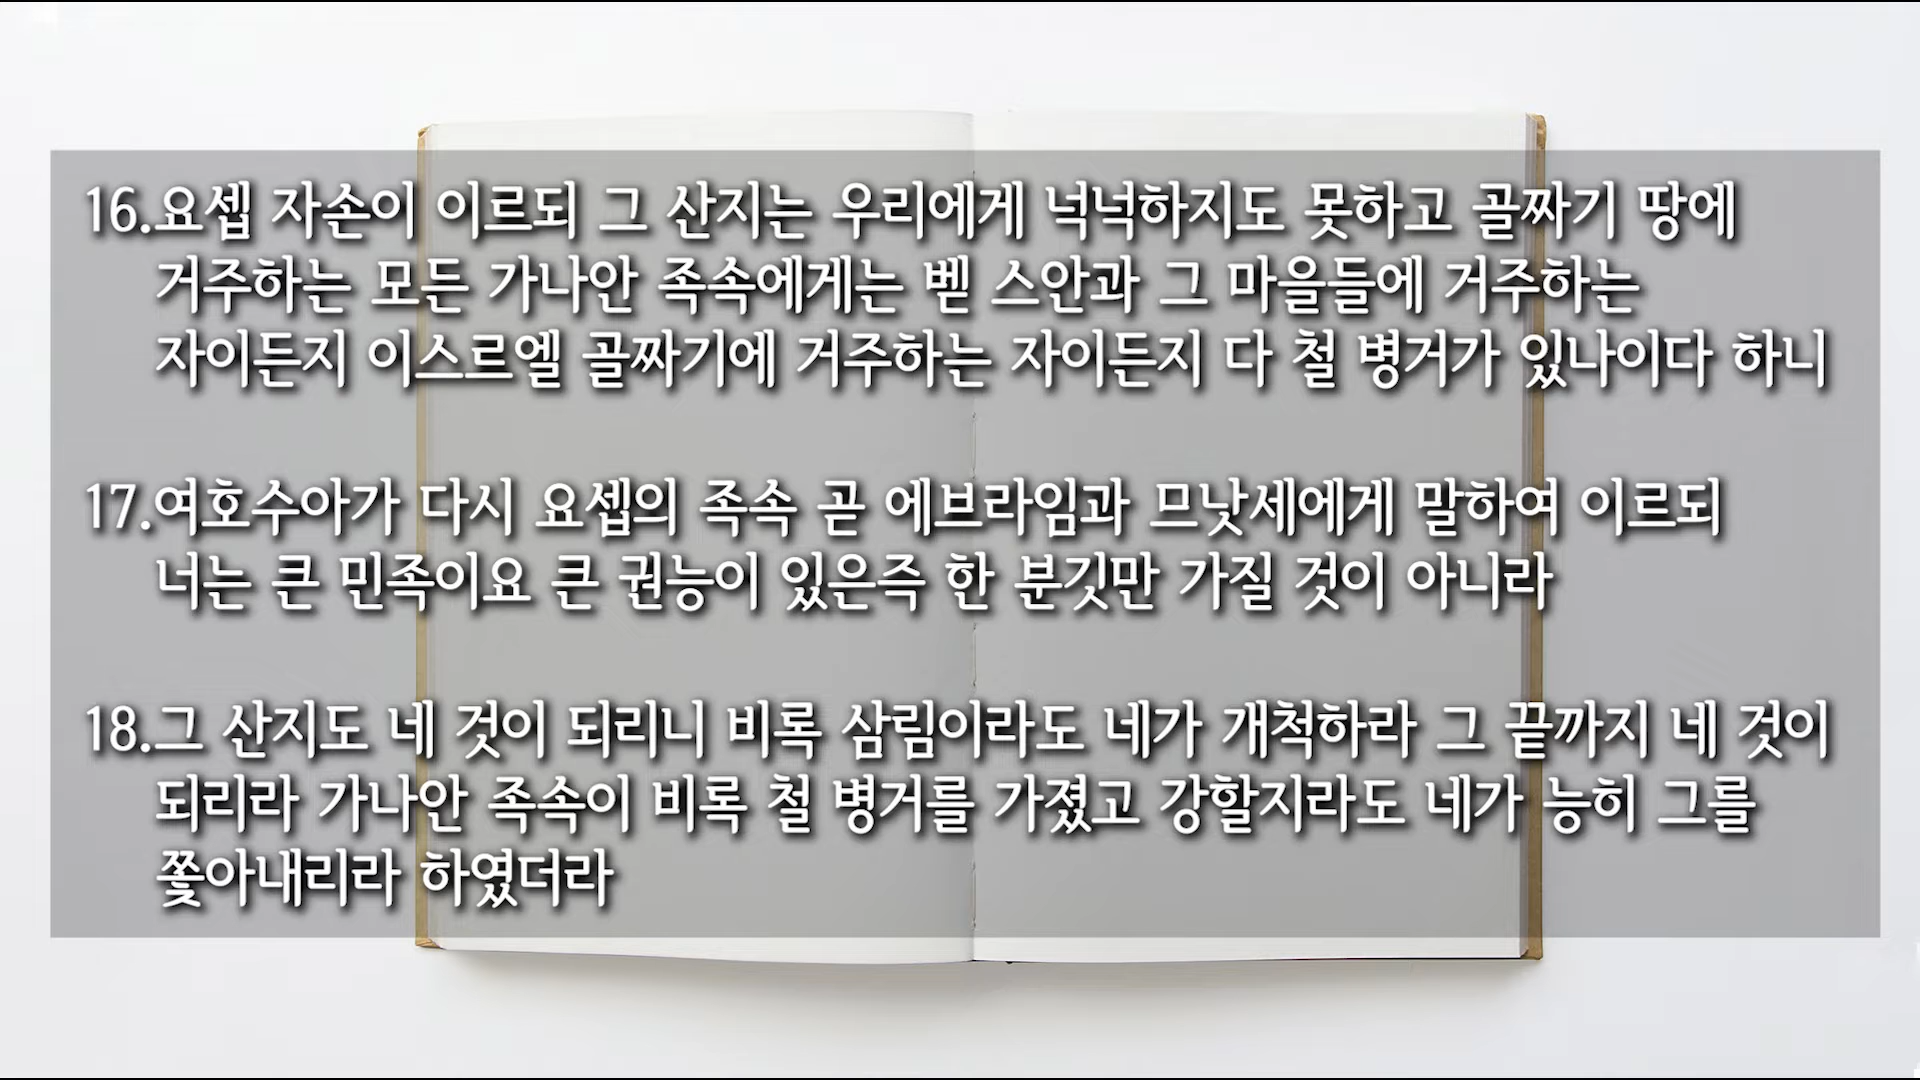 16.요셉 자손이 이르되 그 산지는 우리에게 넉넉하지도 못하고 골짜기 땅에
거주하는 모든 가나안 족속에게는 벧 스안과 그 마을들에 거주하는
자이든지 이스르엘 골짜기에 거주하는 자이든지 다 철 병거가 있나이다 하니
17.여호수아가 다시 요셉의 족속 곧 에브라임과 므낫세에게 말하여 이르되
너는 큰 민족이요 큰 권능이 있은즉 한 분깃만 가질 것이 아니라
18.그 산지도 네 것이 되리니 비록 삼림이라도 네가 개척하라 그 끝까지 네 것이
되리라 가나안 족속이 비록 철 병거를 가졌고 강할지라도 네가 능히 그를
쫓아내리라 하였더라